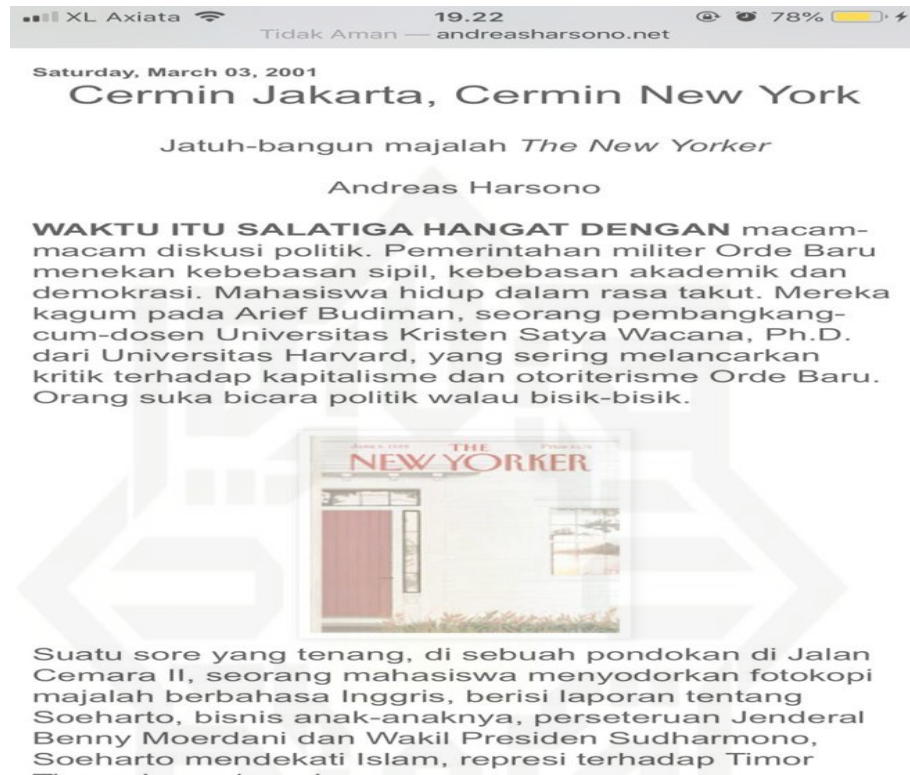 XL Axiata 19.22 78%
Tidak Aman — andreasharsono.net
Saturday, March 03, 2001
Cermin Jakarta, Cermin New York
Jatuh-bangun majalah The New Yorker
Andreas Harsono
WAKTU ITU SALATIGA HANGAT DENGAN macam-
macam diskusi politik. Pemerintahan militer Orde Baru
menekan kebebasan sipil, kebebasan akademik dan
demokrasi. Mahasiswa hidup dalam rasa takut. Mereka
kagum pada Arief Budiman, seorang pembangkang-
cum-dosen Universitas Kristen Satya Wacana, Ph.D.
dari Universitas Harvard, yang sering melancarkan
kritik terhadap kapitalisme dan otoriterisme Orde Baru.
Orang suka bicara politik walau bisik-bisik.
THE
NEW YORKER
Suatu sore yang tenang, di sebuah pondokan di Jalan
Cemara II, seorang mahasiswa menyodorkan fotokopi
majalah berbahasa Inggris, berisi laporan tentang
Soeharto, bisnis anak-anaknya, perseteruan Jenderal
Benny Moerdani dan Wakil Presiden Sudharmono,
Soeharto mendekati Islam, represi terhadap Timor